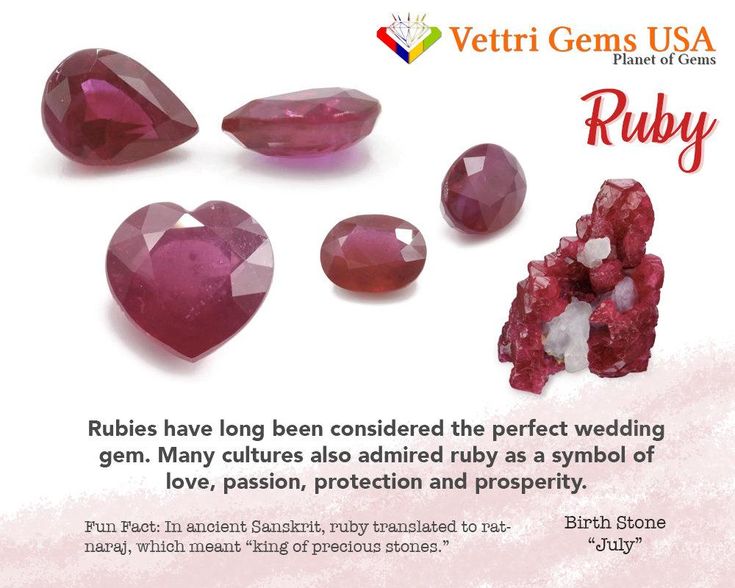 Vettri Gems USA
Planet of Gems
Ruby
Rubies have long been considered the perfect wedding
gem. Many cultures also admired ruby as a symbol of
love, passion, protection and prosperity.
Fun Fact: In ancient Sanskrit, ruby translated to rat-
naraj, which meant “king of precious stones.”
Birth Stone
“July”